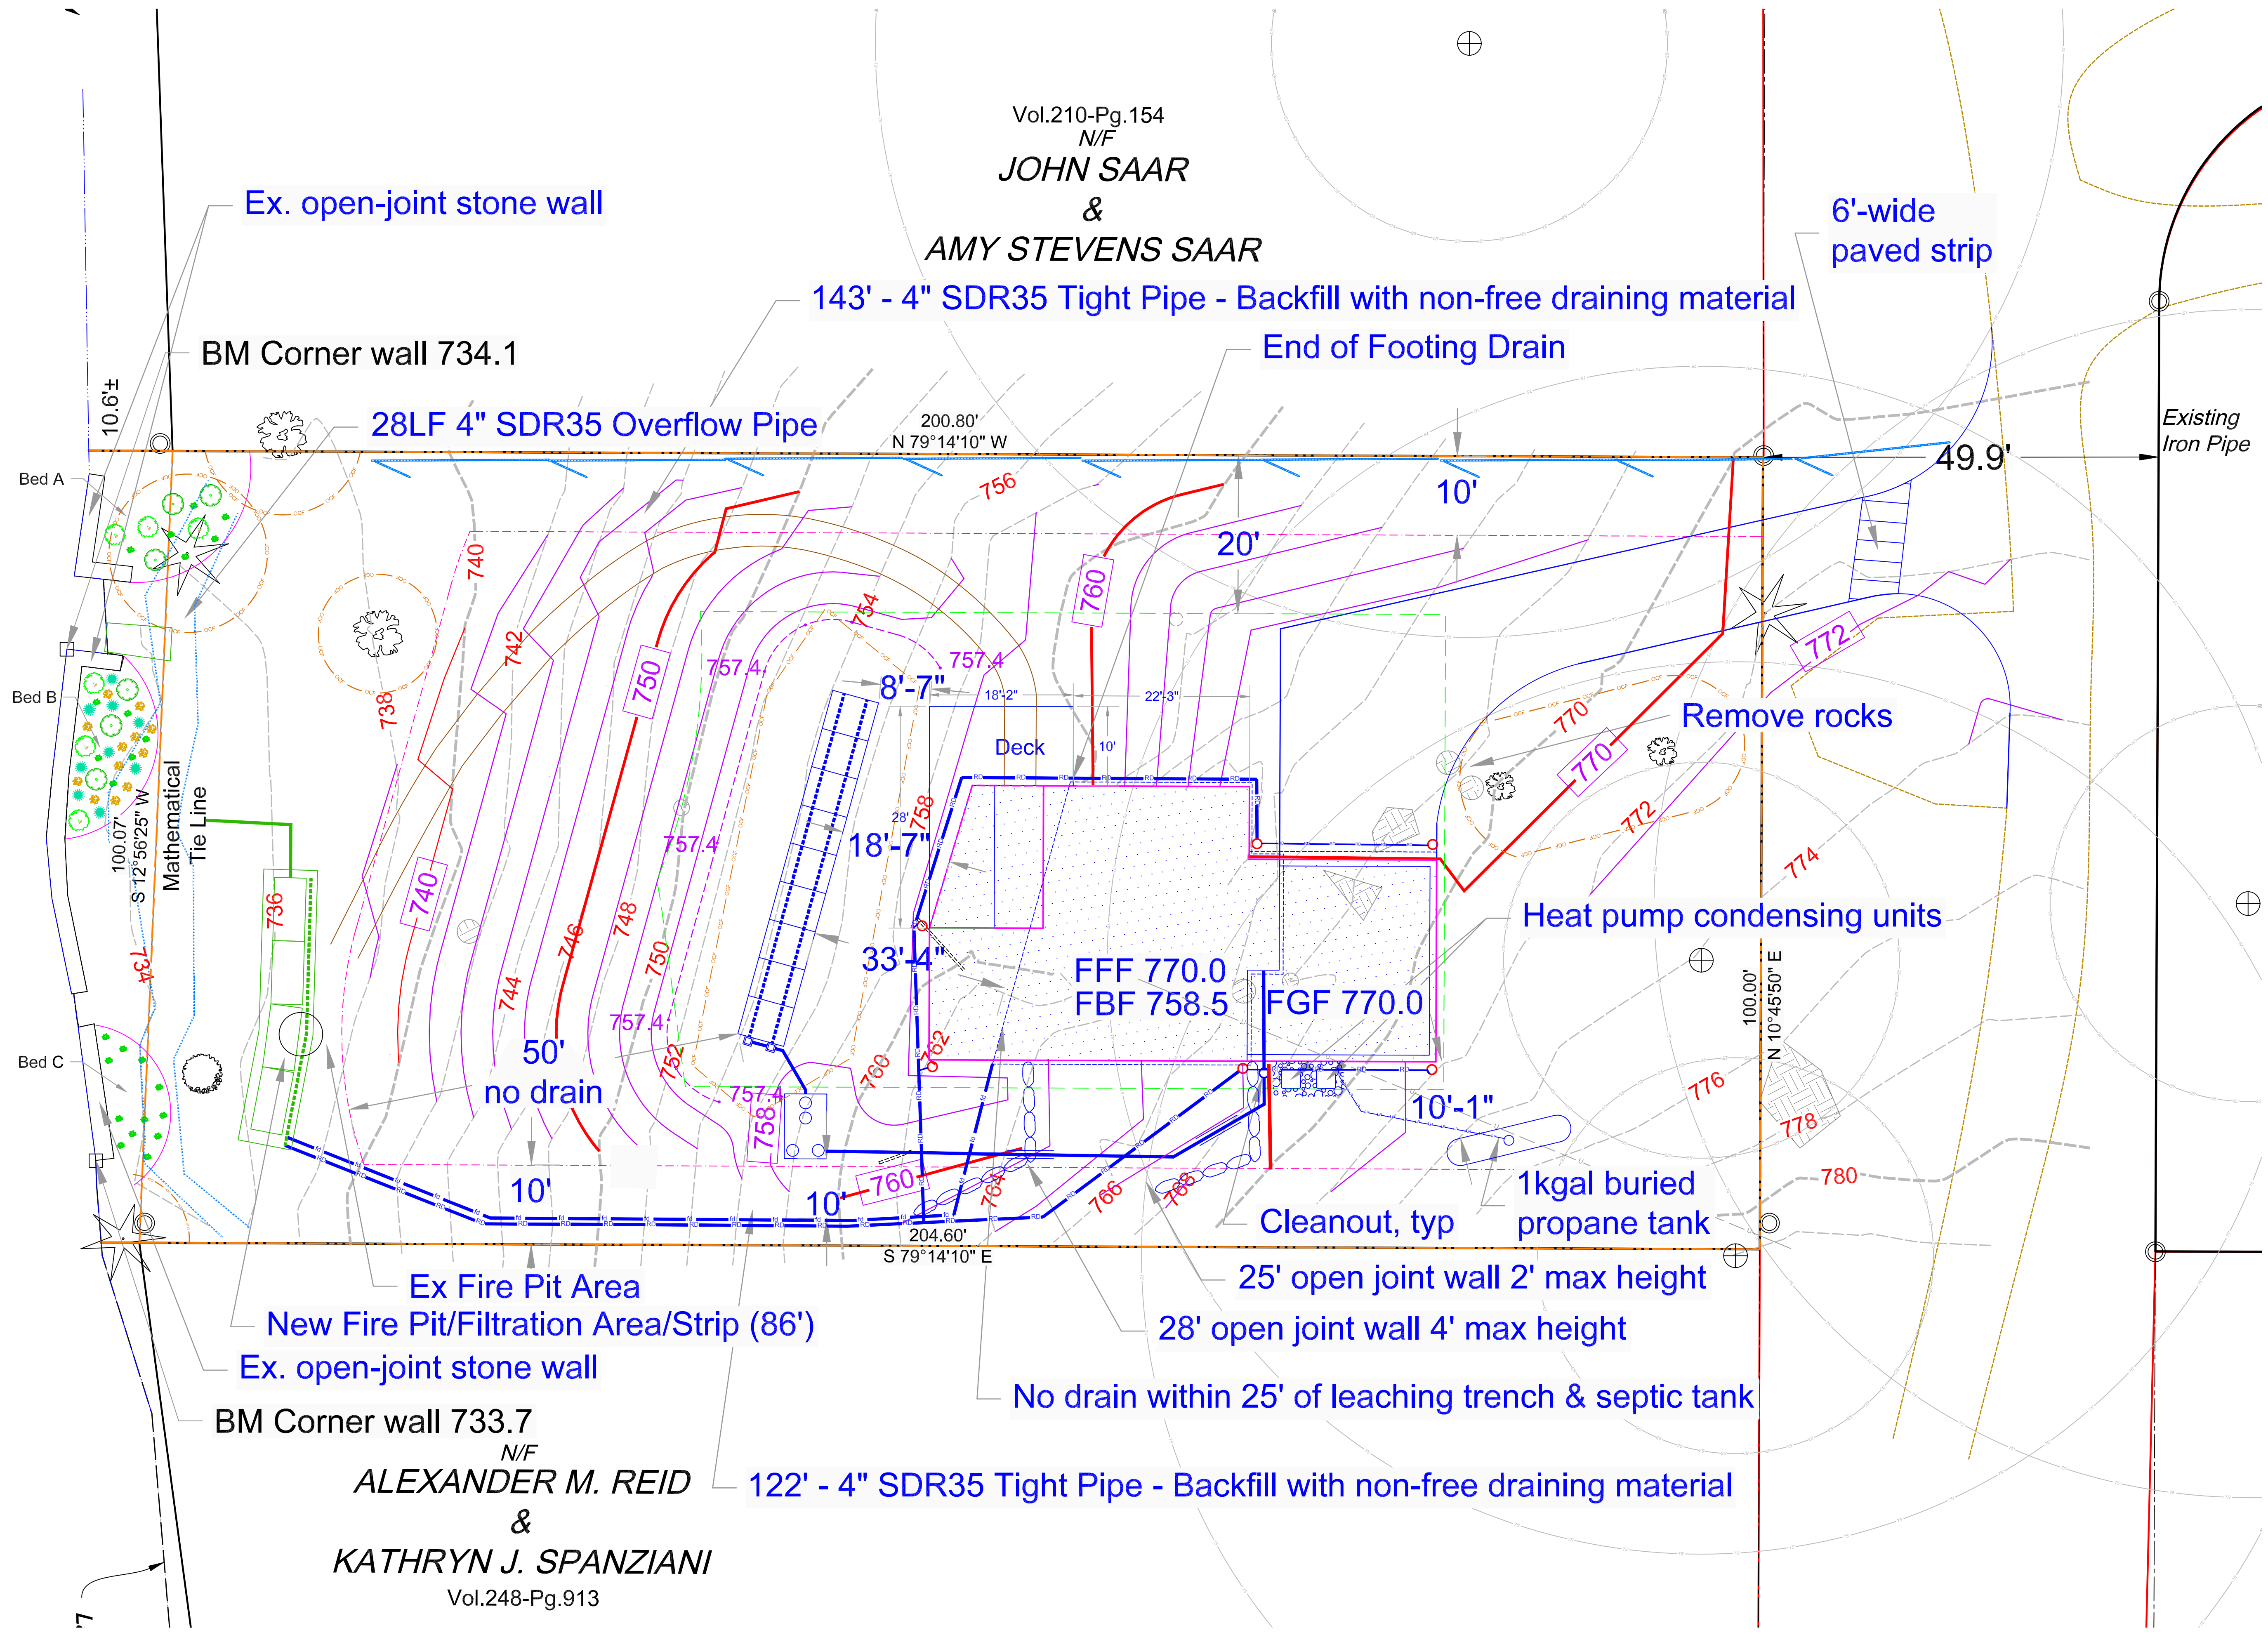 Vol.210-Pg.154
N/F
JOHN SAAR
&
AMY STEVENS SAAR
Ex. open-joint stone wall
6'-wide
paved strip
143' - 4" SDR35 Tight Pipe - Backfill with non-free draining material
End of Footing Drain
BM Corner wall 734.1
10.6'±
28LF 4" SDR35 Overflow Pipe
200.80'
N 79°14'10" W
Existing
Iron Pipe
49.9'
Bed A
756
10'
740
20'
760
754
742
750
757.4
757.4
772
8'-7"
18'-2"
22'-3"
Bed B
738
770
Remove rocks
Deck
10'
770
758
28'
772
Mathematical
Tie Line
100.07'
S 12°56'25" W
18'-7"
757.4
774
740
736
748
746
Heat pump condensing units
734
750
33'-4"
FFF 770.0
FBF 758.5
FGF 770.0
744
757.4
100.00'
N 10°45'50" E
Bed C
50'
no drain
752
760
762
757.4
758
776
10'-1"
778
780
10'
10'
760
764
766
768
1kgal buried
propane tank
Cleanout, typ
204.60'
S 79°14'10" E
Ex Fire Pit Area
25' open joint wall 2' max height
New Fire Pit/Filtration Area/Strip (86')
28' open joint wall 4' max height
Ex. open-joint stone wall
No drain within 25' of leaching trench & septic tank
BM Corner wall 733.7
N/F
ALEXANDER M. REID
&
KATHRYN J. SPANZIANI
Vol.248-Pg.913
122' - 4" SDR35 Tight Pipe - Backfill with non-free draining material